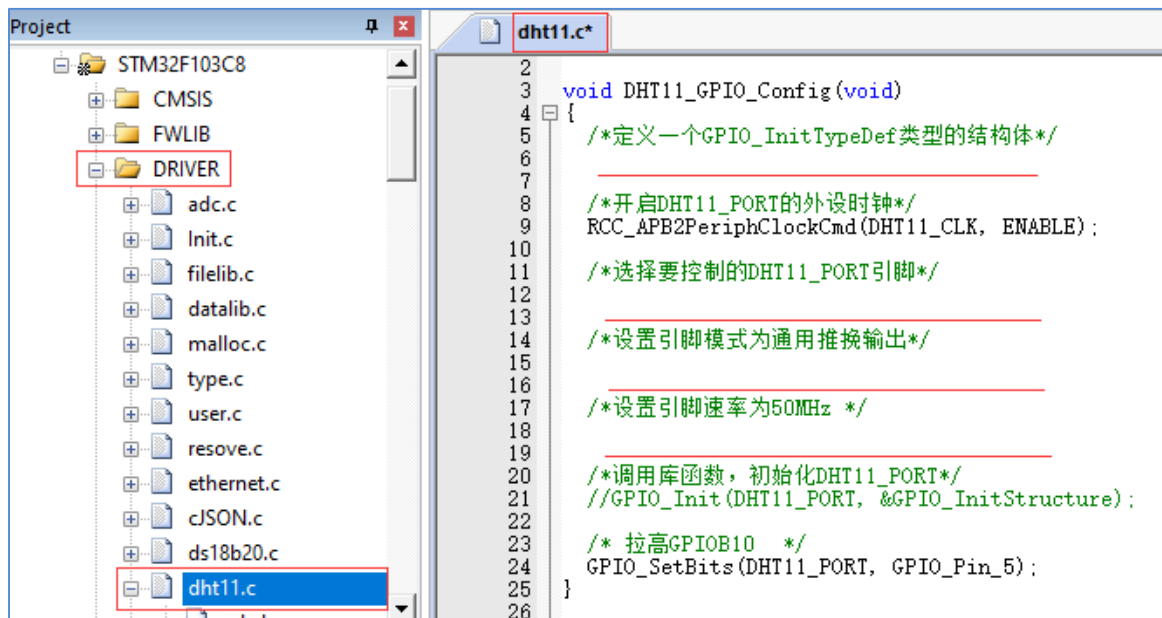 Project
STM32F103C8
CMSIS
FWLIB
DRIVER
adc.c
Init.c
filelib.c
datalib.c
malloc.c
type.c
user.c
resove.c
ethernet.c
cJSON.c
ds18b20.c
dht11.c
dht11.c*
2
3 void DHT11_GPIO_Config(void)
4 {
5 /*定义一个GPIO_InitTypeDef类型的结构体*/
6
7
8 /*开启DHT11_PORT的外设时钟*/
9 RCC_APB2PeriphClockCmd(DHT11_CLK, ENABLE);
10
11 /*选择要控制的DHT11_PORT引脚*/
12
13
14 /*设置引脚模式为通用推挽输出*/
15
16
17 /*设置引脚速率为50MHz */
18
19
20 /*调用库函数，初始化DHT11_PORT*/
21 //GPIO_Init(DHT11_PORT, &GPIO_InitStructure);
22
23 /* 拉高GPIOB10 */
24 GPIO_SetBits(DHT11_PORT, GPIO_Pin_5);
25 }
26